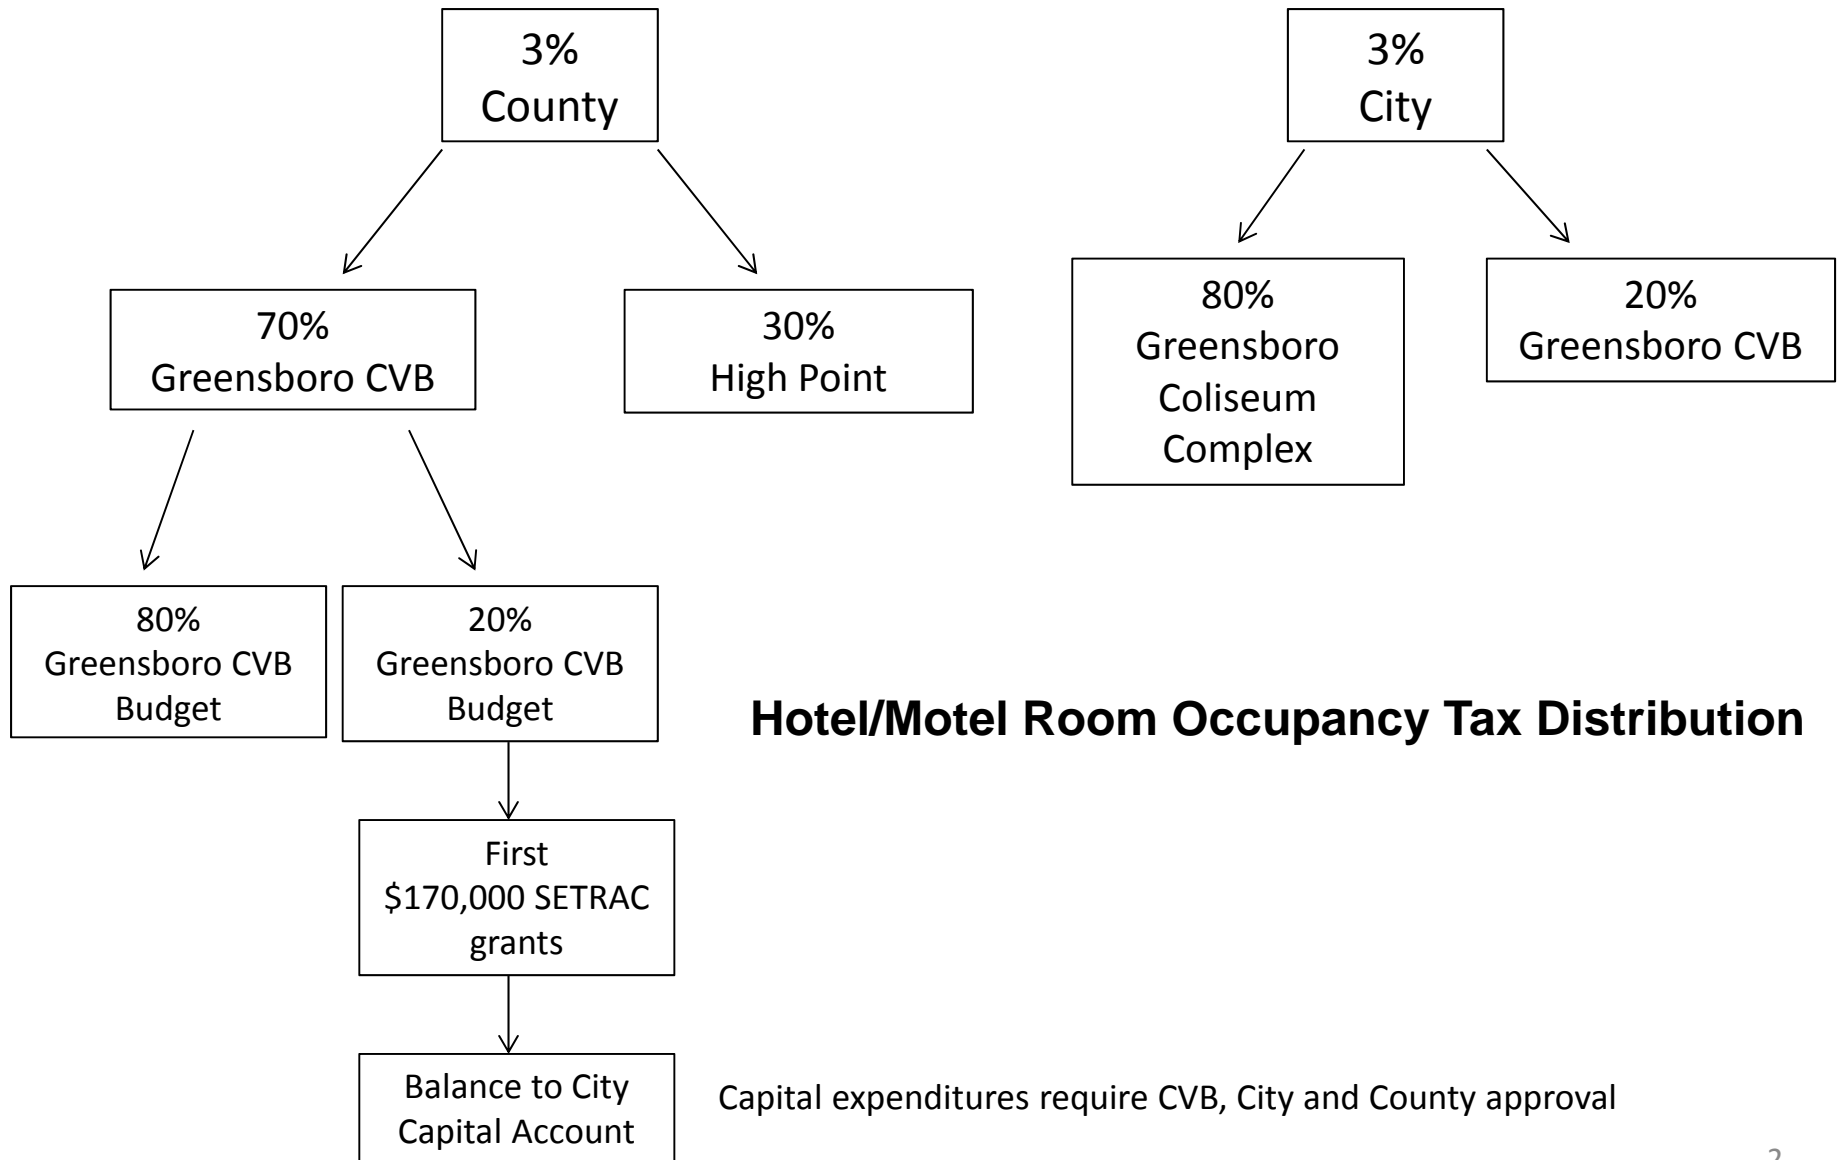 3%
County
3%
City
70%
Greensboro CVB
30%
High Point
80%
Greensboro
Coliseum
Complex
20%
Greensboro CVB
80%
Greensboro CVB
Budget
20%
Greensboro CVB
Budget
Hotel/Motel Room Occupancy Tax Distribution
First
$170,000 SETRAC
grants
Balance to City
Capital Account
Capital expenditures require CVB, City and County approval
2